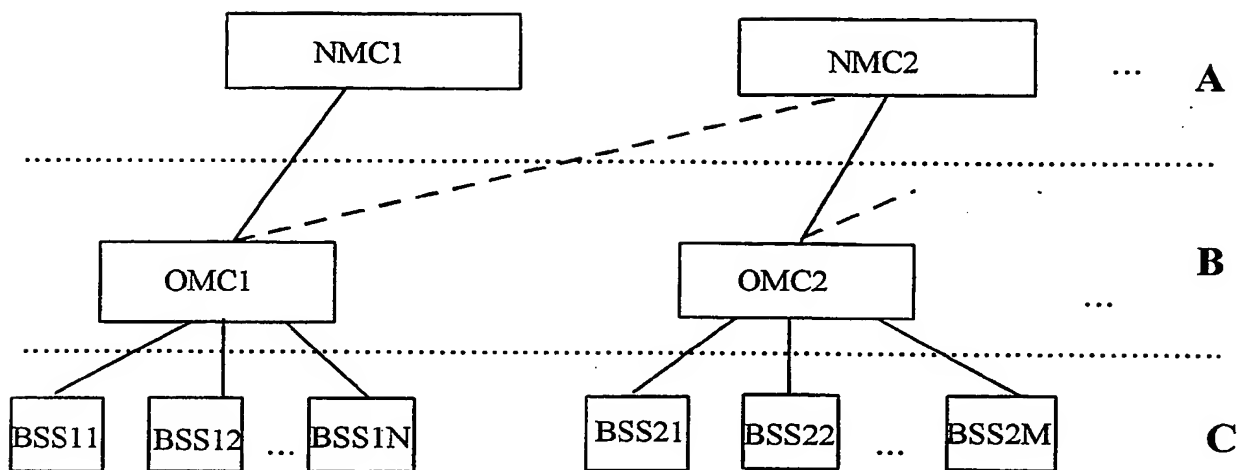 NMC1
NMC2
...
A
OMC1
OMC2
...
B
BSS11
BSS12
...
BSS1N
BSS21
BSS22
...
BSS2M
C